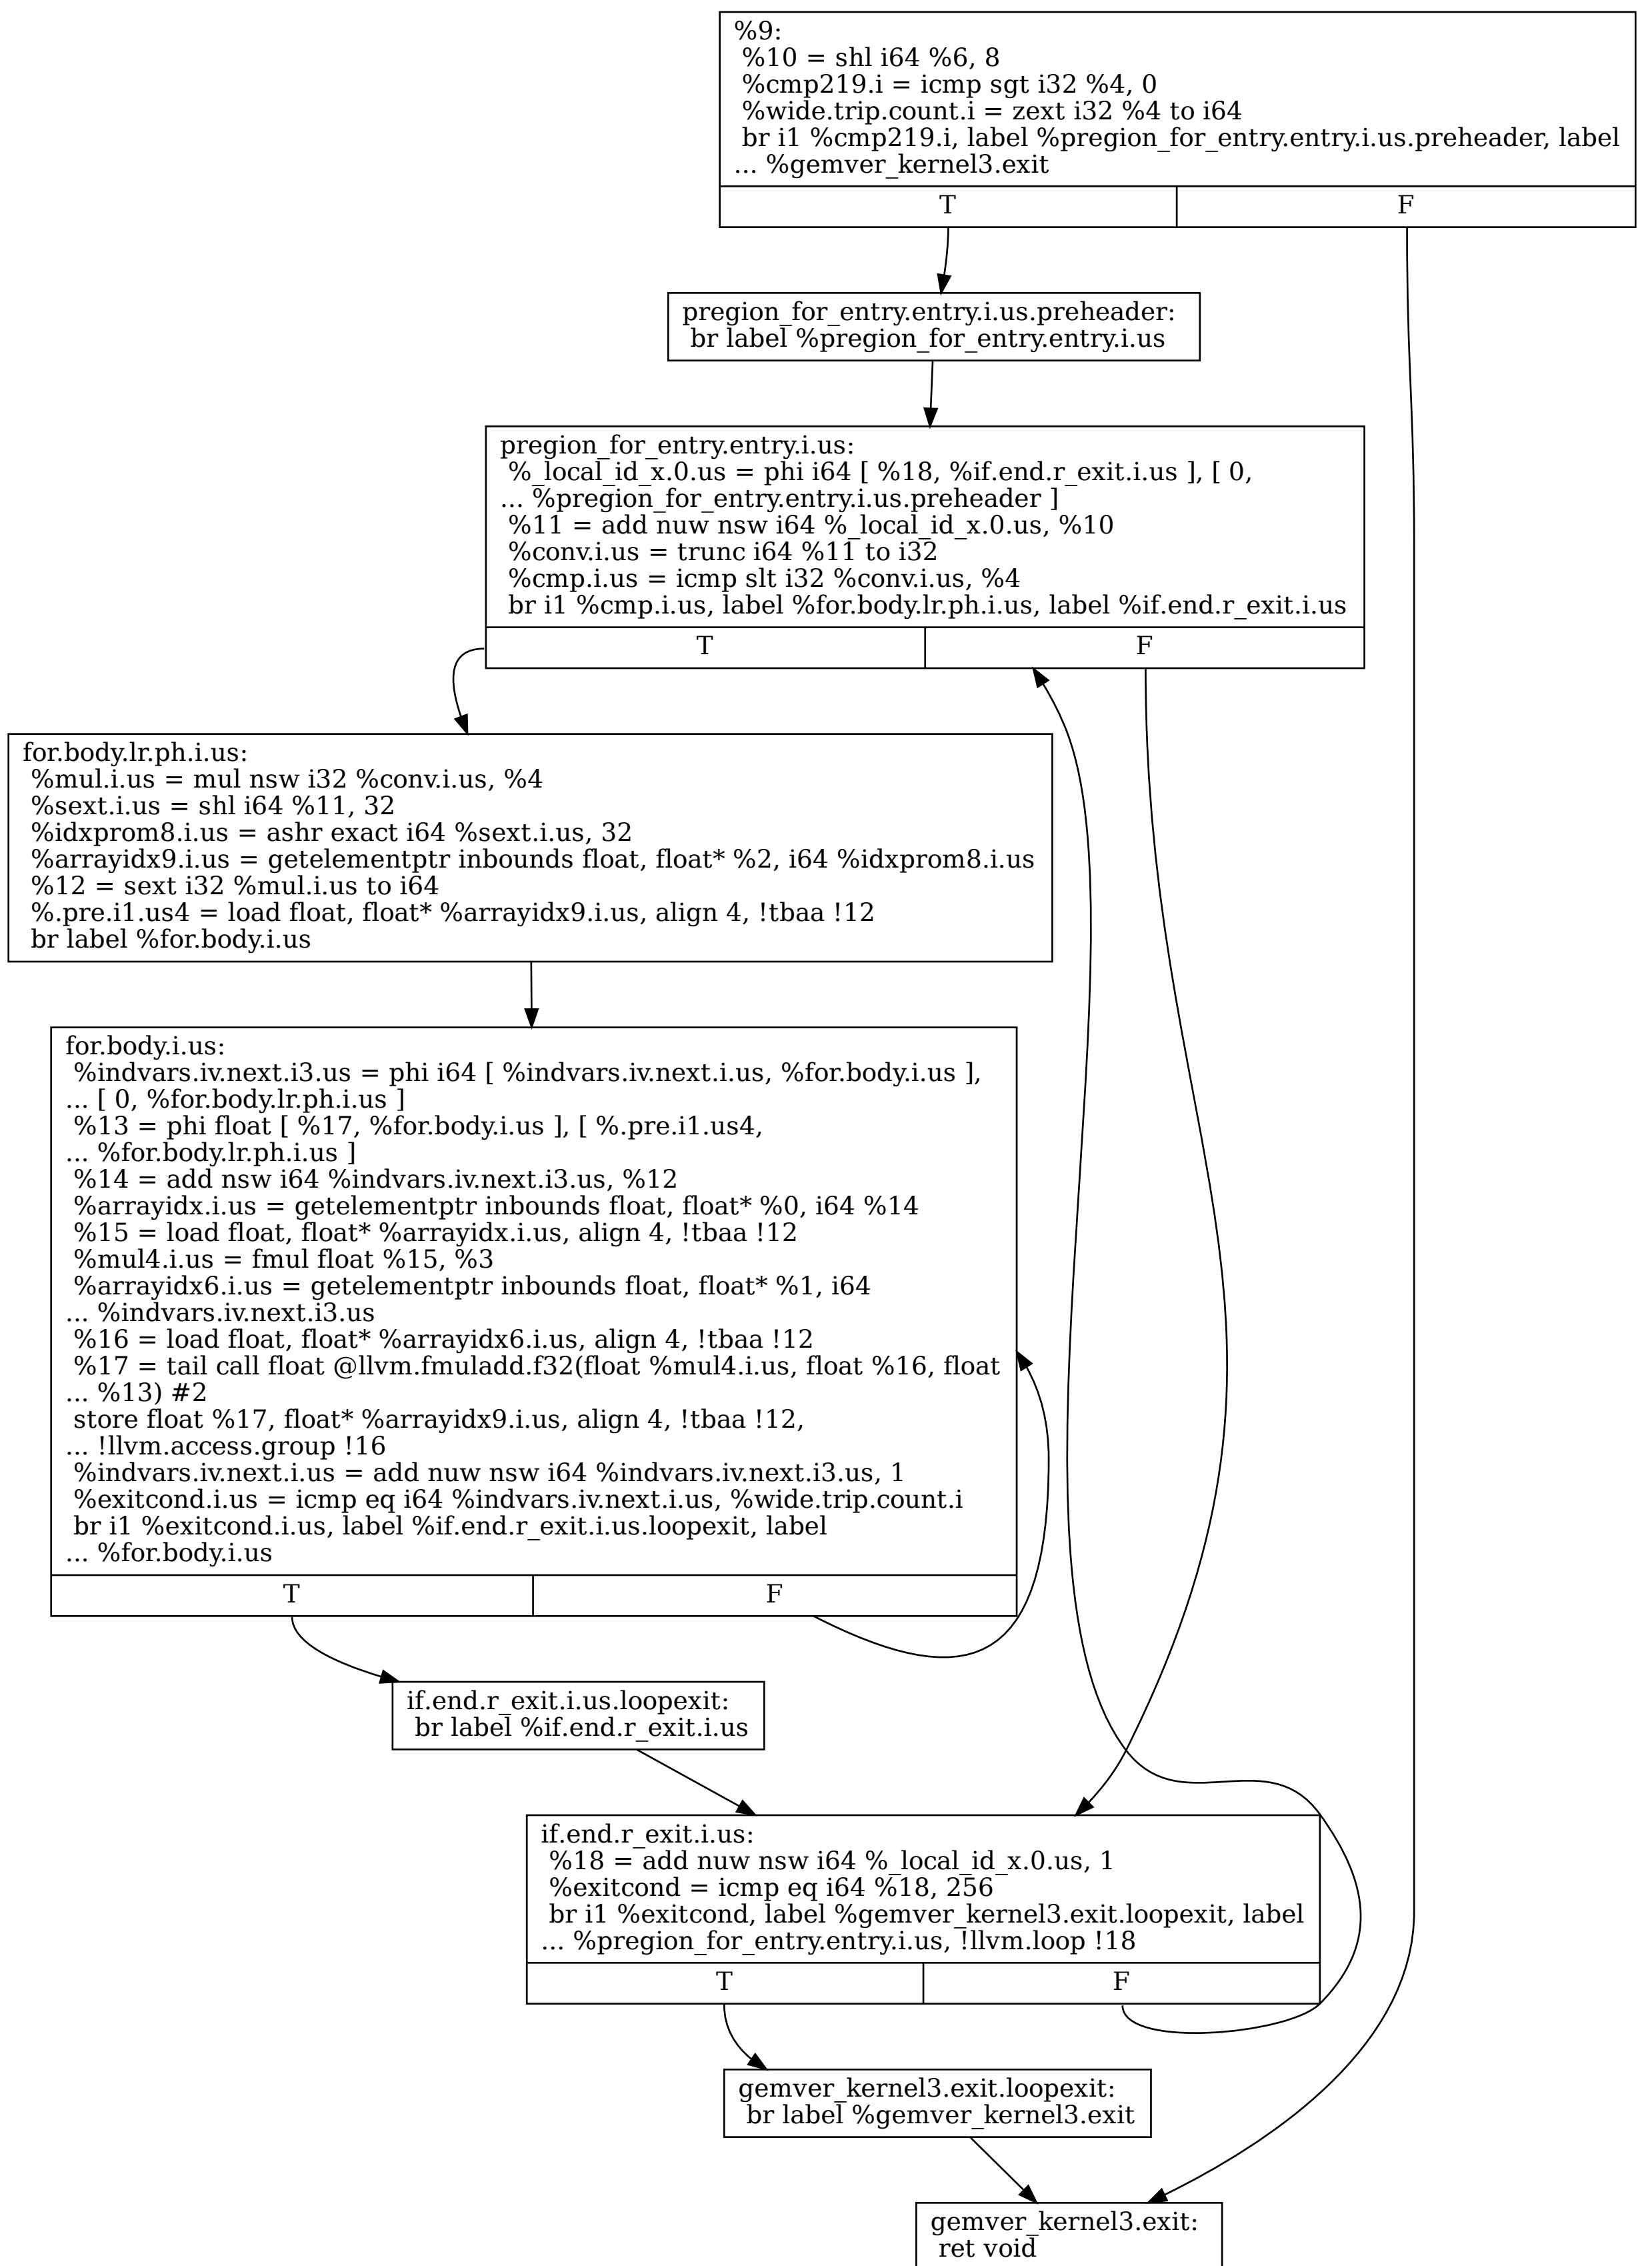 %9:
%10 = shl i64 %6, 8
%cmp219.i = icmp sgt i32 %4, 0
%wide.trip.count.i = zext i32 %4 to i64
br i1 %cmp219.i, label %pregion_for_entry.entry.i.us.preheader, label
... %gemver_kernel3.exit
T
F
pregion_for_entry.entry.i.us.preheader:
br label %pregion_for_entry.entry.i.us
pregion_for_entry.entry.i.us:
%_local_id_x.0.us = phi i64 [ %18, %if.end.r_exit.i.us ], [ 0,
... %pregion_for_entry.entry.i.us.preheader ]
%11 = add nuw nsw i64 %_local_id_x.0.us, %10
%conv.i.us = trunc i64 %11 to i32
%cmp.i.us = icmp slt i32 %conv.i.us, %4
br i1 %cmp.i.us, label %for.body.lr.ph.i.us, label %if.end.r_exit.i.us
T
F
for.body.lr.ph.i.us:
%mul.i.us = mul nsw i32 %conv.i.us, %4
%sext.i.us = shl i64 %11, 32
%idxprom8.i.us = ashr exact i64 %sext.i.us, 32
%arrayidx9.i.us = getelementptr inbounds float, float* %2, i64 %idxprom8.i.us
%12 = sext i32 %mul.i.us to i64
%.pre.i1.us4 = load float, float* %arrayidx9.i.us, align 4, !tbaa !12
br label %for.body.i.us
for.body.i.us:
%indvars.iv.next.i3.us = phi i64 [ %indvars.iv.next.i.us, %for.body.i.us ],
... [ 0, %for.body.lr.ph.i.us ]
%13 = phi float [ %17, %for.body.i.us ], [ %.pre.i1.us4,
... %for.body.lr.ph.i.us ]
%14 = add nsw i64 %indvars.iv.next.i3.us, %12
%arrayidx.i.us = getelementptr inbounds float, float* %0, i64 %14
%15 = load float, float* %arrayidx.i.us, align 4, !tbaa !12
%mul4.i.us = fmul float %15, %3
%arrayidx6.i.us = getelementptr inbounds float, float* %1, i64
... %indvars.iv.next.i3.us
%16 = load float, float* %arrayidx6.i.us, align 4, !tbaa !12
%17 = tail call float @llvm.fmuladd.f32(float %mul4.i.us, float %16, float
... %13) #2
store float %17, float* %arrayidx9.i.us, align 4, !tbaa !12,
... !llvm.access.group !16
%indvars.iv.next.i.us = add nuw nsw i64 %indvars.iv.next.i3.us, 1
%exitcond.i.us = icmp eq i64 %indvars.iv.next.i.us, %wide.trip.count.i
br i1 %exitcond.i.us, label %if.end.r_exit.i.us.loopexit, label
... %for.body.i.us
T
F
if.end.r_exit.i.us.loopexit:
br label %if.end.r_exit.i.us
if.end.r_exit.i.us:
%18 = add nuw nsw i64 %_local_id_x.0.us, 1
%exitcond = icmp eq i64 %18, 256
br i1 %exitcond, label %gemver_kernel3.exit.loopexit, label
... %pregion_for_entry.entry.i.us, !llvm.loop !18
T
F
gemver_kernel3.exit.loopexit:
br label %gemver_kernel3.exit
gemver_kernel3.exit:
ret void